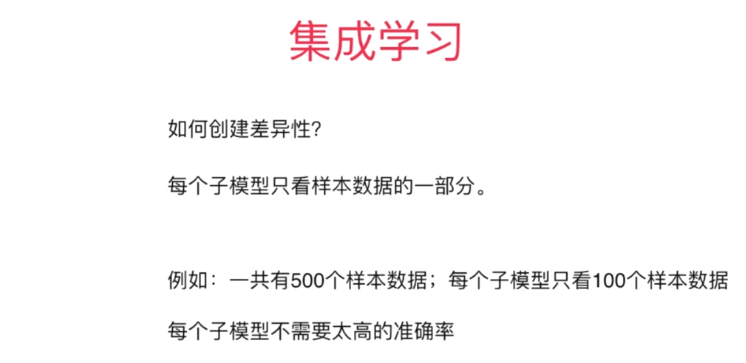 集成学习
如何创建差异性?
每个子模型只看样本数据的一部分。
例如：一共有500个样本数据；每个子模型只看100个样本数据
每个子模型不需要太高的准确率